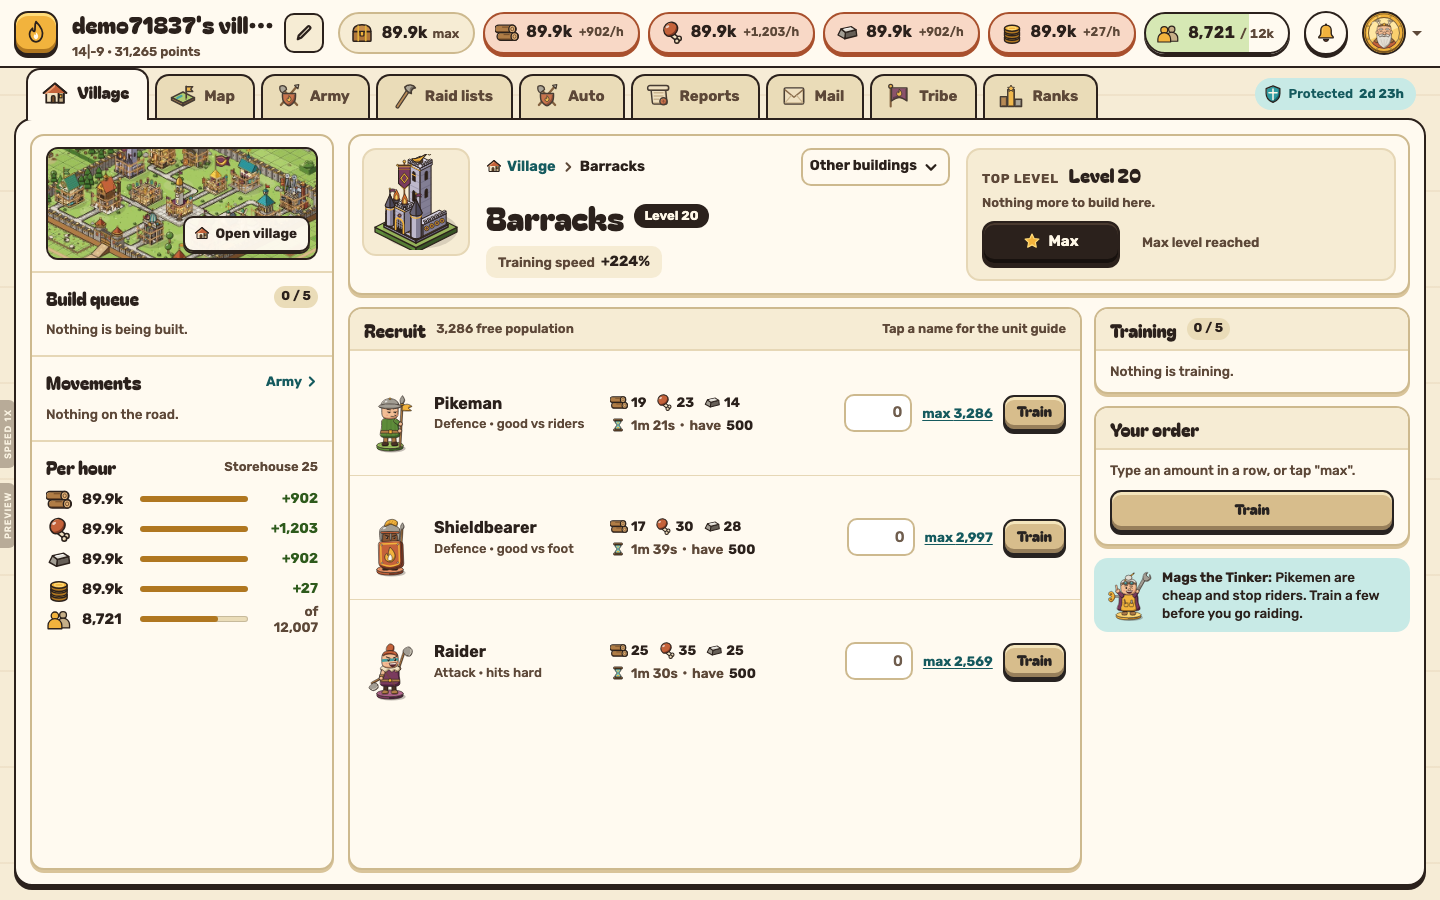 demo71837's vill···
14|-9 • 31,265 points
89.9k max
89.9k +902/h
89.9k +1,203/h
89.9k +902/h
89.9k +27/h
8,721 / 12k
Village
Map
Army
Raid lists
Auto
Reports
Mail
Tribe
Ranks
Protected 2d 23h
Open village
Build queue 0 / 5
Nothing is being built.
Movements Army
Nothing on the road.
Per hour Storehouse 25
89.9k +902
89.9k +1,203
89.9k +902
89.9k +27
8,721 of 12,007
Village > Barracks
Other buildings
Barracks Level 20
Training speed +224%
TOP LEVEL Level 20
Nothing more to build here.
Max Max level reached
Recruit 3,286 free population Tap a name for the unit guide
Pikeman
Defence • good vs riders
19 23 14
1m 21s • have 500
0 max 3,286 Train
Shieldbearer
Defence • good vs foot
17 30 28
1m 39s • have 500
0 max 2,997 Train
Raider
Attack • hits hard
25 35 25
1m 30s • have 500
0 max 2,569 Train
Training 0 / 5
Nothing is training.
Your order
Type an amount in a row, or tap "max".
Train
Mags the Tinker: Pikemen are
cheap and stop riders. Train a few
before you go raiding.
SPEED 1X
PREVIEW